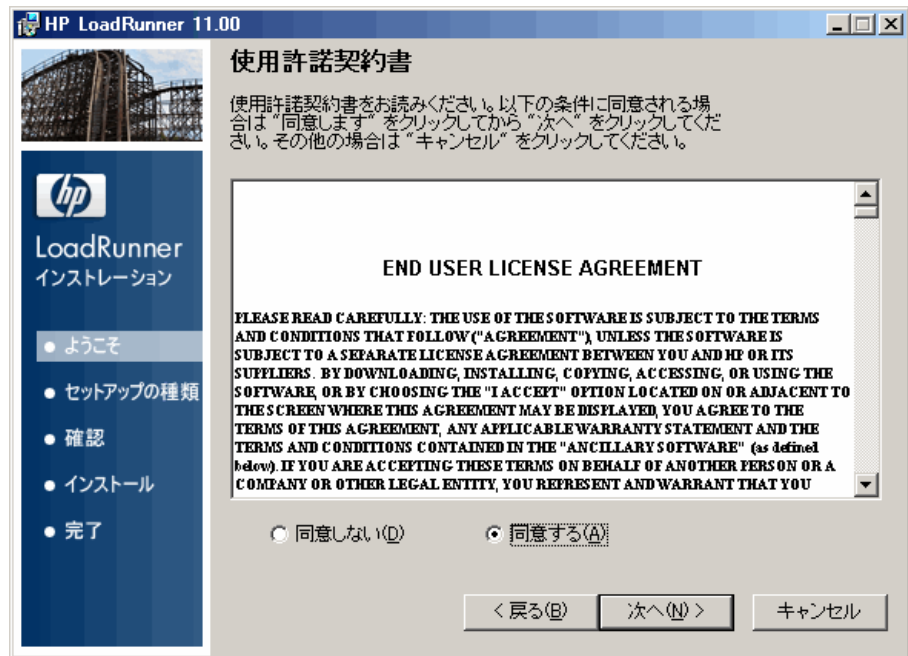 HP LoadRunner 11.00
使用許諾契約書
使用許諾契約書をお読みください。以下の条件に同意される場
合は "同意します" をクリックしてから "次へ" をクリックしてくだ
さい。その他の場合は "キャンセル" をクリックしてください。
hp
LoadRunner
インストレーション
ようこそ
セットアップの種類
確認
インストール
完了
END USER LICENSE AGREEMENT
PLEASE READ CAREFULLY: THE USE OF THE SOFTWARE IS SUBJECT TO THE TERMS
AND CONDITIONS THAT FOLLOW ("AGREEMENT"), UNLESS THE SOFTWARE IS
SUBJECT TO A SEPARATE LICENSE AGREEMENT BETWEEN YOU AND HP OR ITS
SUPPLIERS. BY DOWNLOADING, INSTALLING, COPYING, ACCESSING, OR USING THE
SOFTWARE, OR BY CHOOSING THE "I ACCEPT" OPTION LOCATED ON OR ADJACENT TO
THE SCREEN WHERE THIS AGREEMENT MAY BE DISPLAYED, YOU AGREE TO THE
TERMS OF THIS AGREEMENT, ANY APPLICABLE WARRANTY STATEMENT AND THE
TERMS AND CONDITIONS CONTAINED IN THE "ANCILLARY SOFTWARE" (as defined
below). IF YOU ARE ACCEPTING THESE TERMS ON BEHALF OF ANOTHER PERSON OR A
COMPANY OR OTHER LEGAL ENTITY, YOU REPRESENT AND WARRANT THAT YOU
同意しない(D)
同意する(A)
< 戻る(B)
次へ(N) >
キャンセル